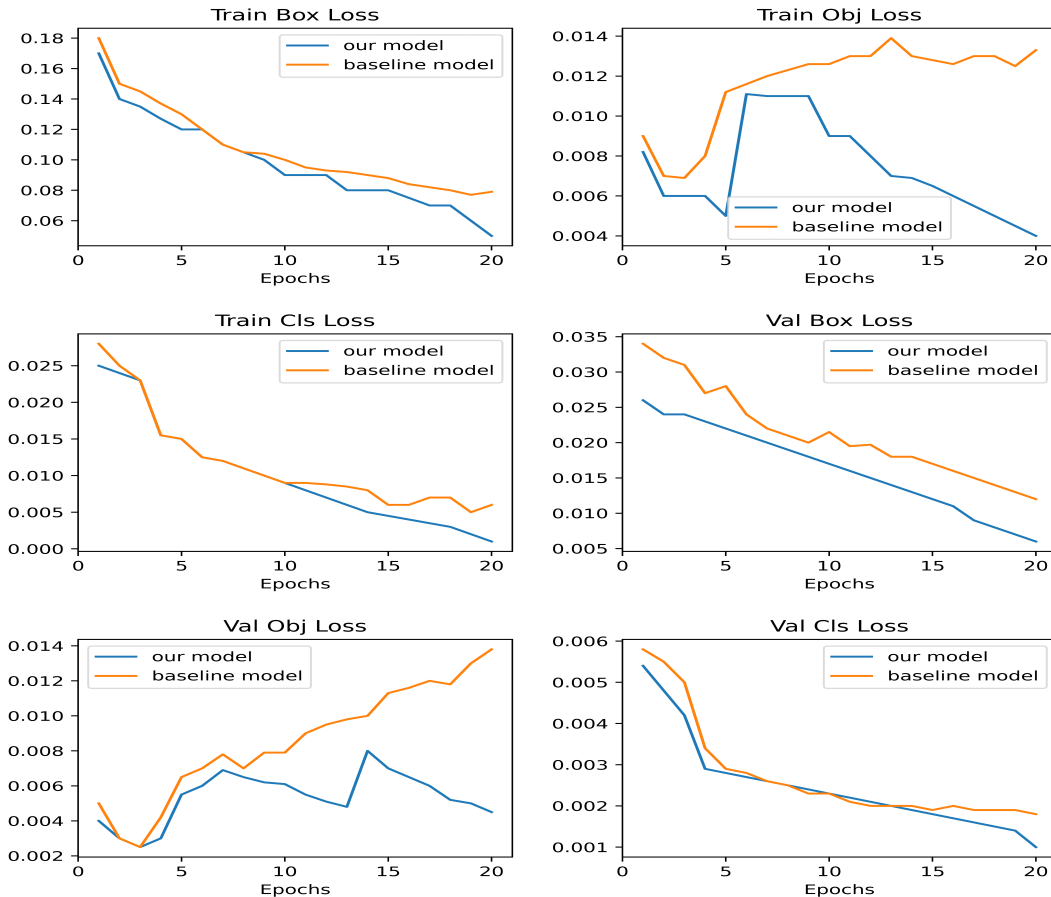 Train Box Loss
0.18
0.16
0.14
0.12
0.10
0.08
0.06
our model
baseline model
0
5
10
15
20
Epochs
Train Obj Loss
0.014
0.012
0.010
0.008
0.006
0.004
our model
baseline model
0
5
10
15
20
Epochs
Train Cls Loss
0.025
0.020
0.015
0.010
0.005
0.000
our model
baseline model
0
5
10
15
20
Epochs
Val Box Loss
0.035
0.030
0.025
0.020
0.015
0.010
0.005
our model
baseline model
0
5
10
15
20
Epochs
Val Obj Loss
0.014
0.012
0.010
0.008
0.006
0.004
0.002
our model
baseline model
0
5
10
15
20
Epochs
Val Cls Loss
0.006
0.005
0.004
0.003
0.002
0.001
our model
baseline model
0
5
10
15
20
Epochs